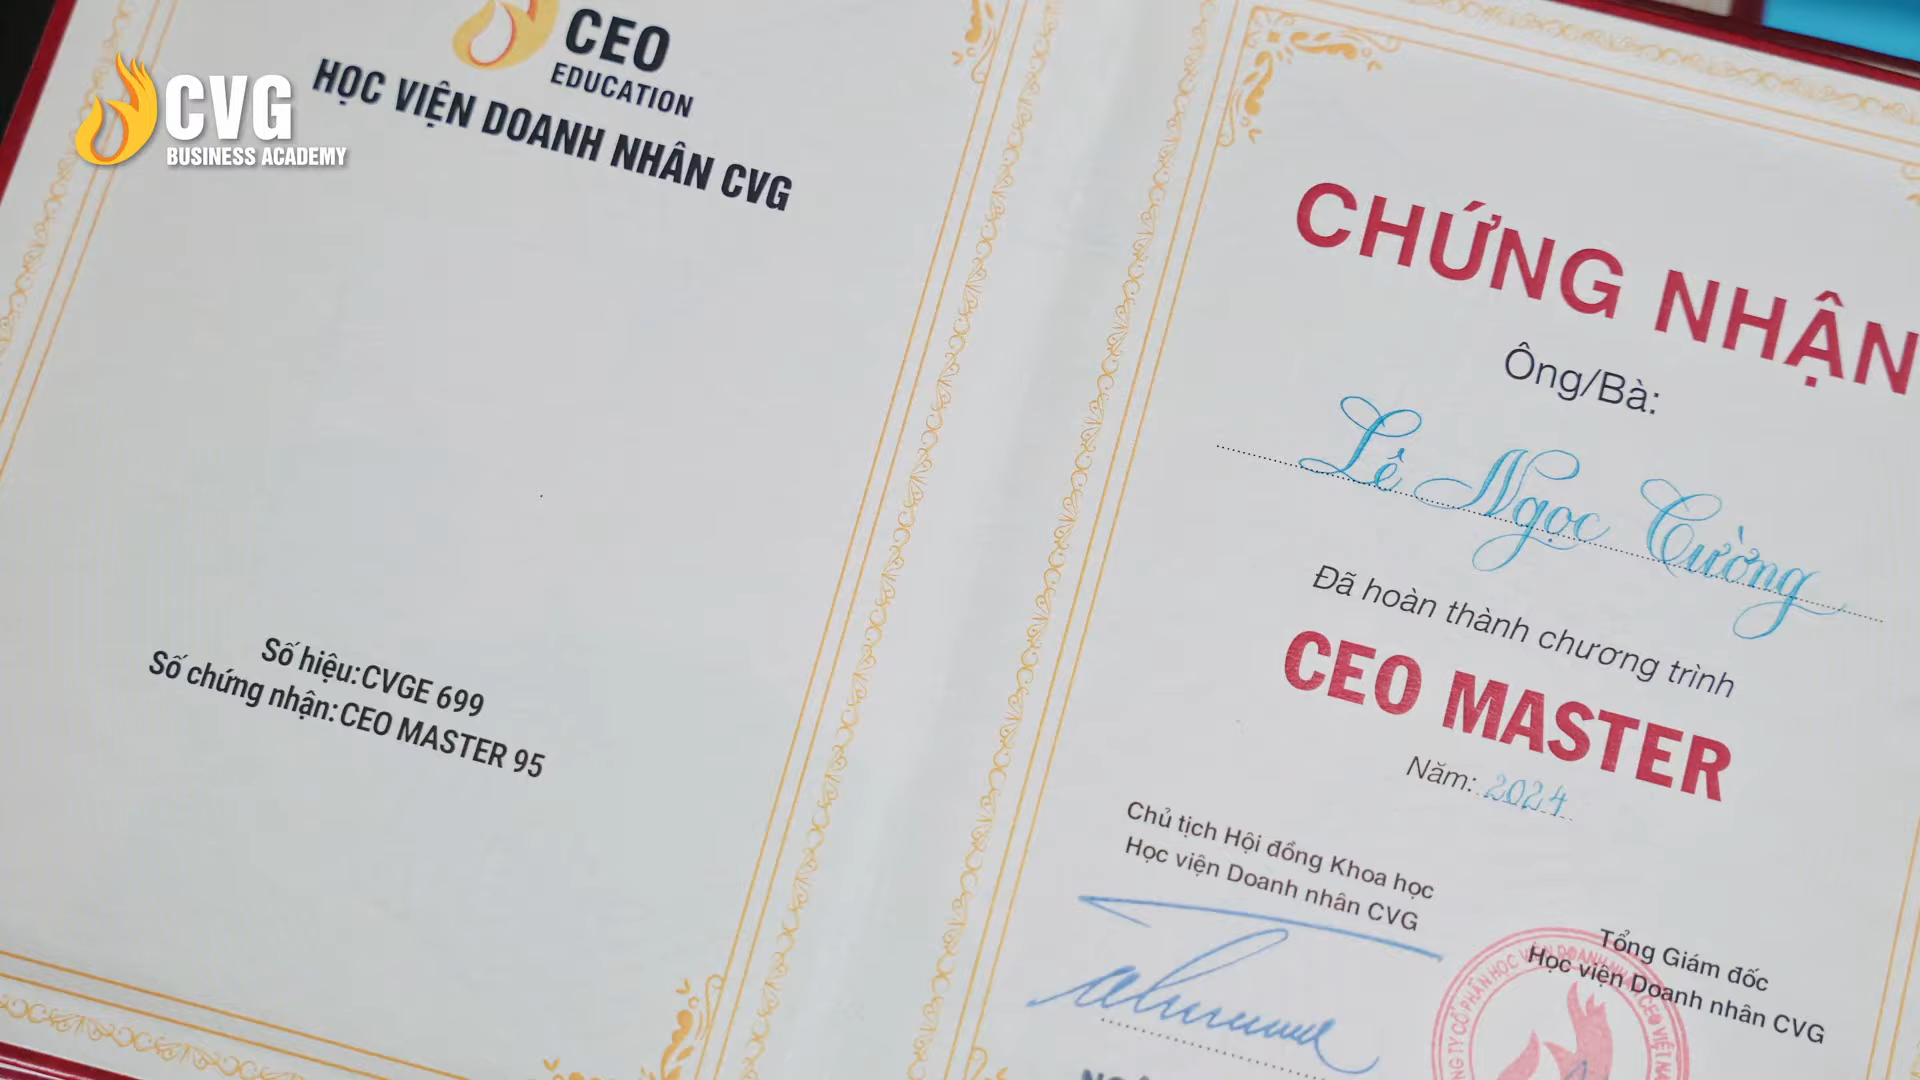 CVG
BUSINESS ACADEMY
CEO
EDUCATION
HỌC VIỆN DOANH NHÂN CVG
Số hiệu:CVGE 699
Số chứng nhận:CEO MASTER 95
CHỨNG NHẬN
Ông/Bà:
Lê Ngọc Cường
Đã hoàn thành chương trình
CEO MASTER
Năm: 2024
Chủ tịch Hội đồng Khoa học
Học viện Doanh nhân CVG
Tổng Giám đốc
Học viện Doanh nhân CVG